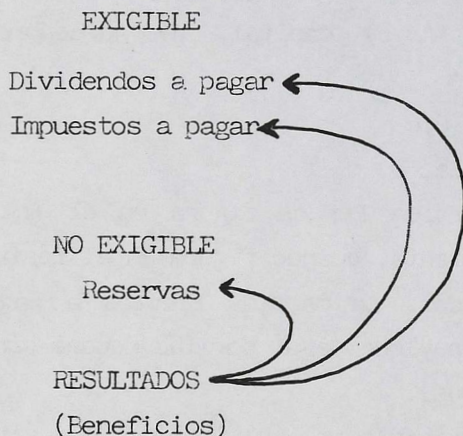 EXIGIBLE
Dividendos a pagar
Impuestos a pagar
NO EXIGIBLE
Reservas
RESULTADOS
(Beneficios)